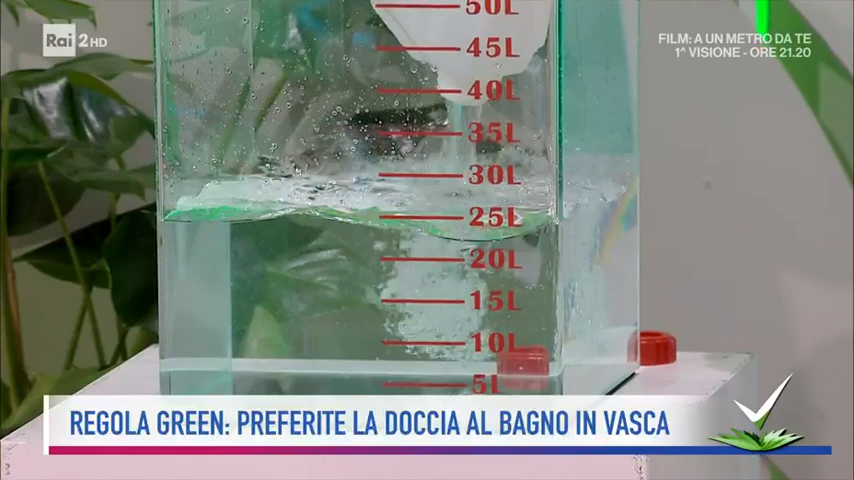 Rai 2 HD
FILM: A UN METRO DA TE
1^ VISIONE - ORE 21.20
50L
45L
40L
35L
30L
25L
20L
15L
10L
5L
REGOLA GREEN: PREFERITE LA DOCCIA AL BAGNO IN VASCA